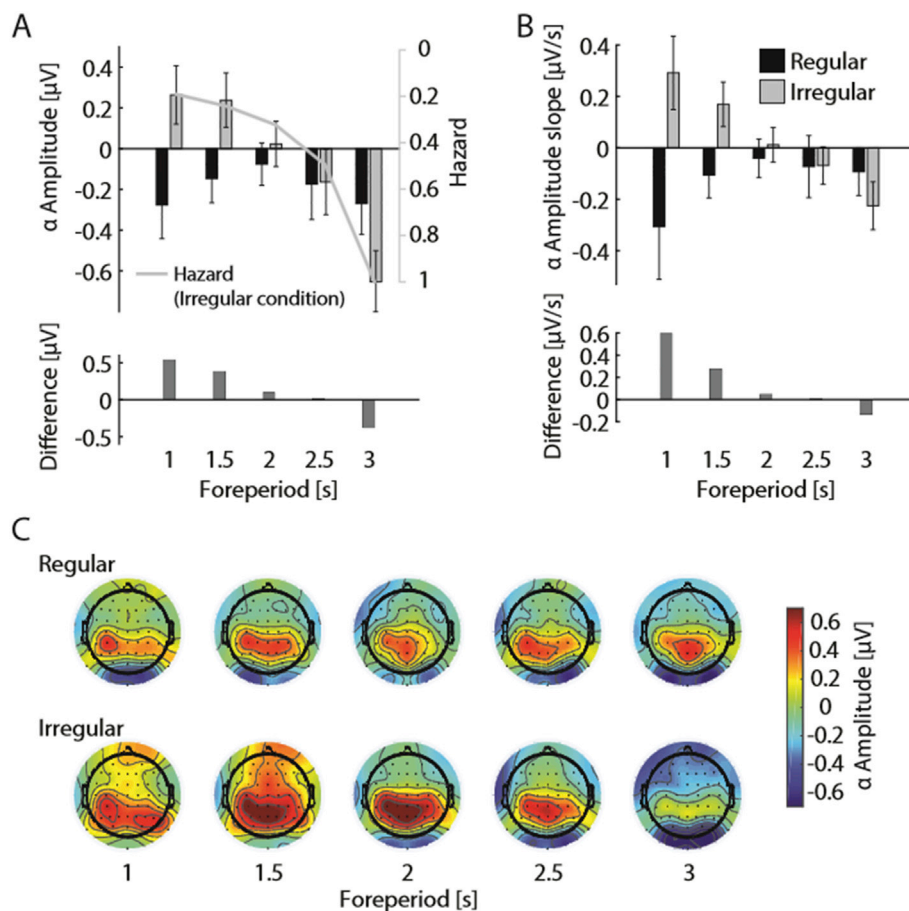 A
α Amplitude [µV]
0.4
0.2
0
-0.2
-0.4
-0.6
0
0.2
0.4
0.6
0.8
1
Hazard
Hazard
(Irregular condition)
Difference [µV]
0.5
0
-0.5
1 1.5 2 2.5 3
Foreperiod [s]
B
α Amplitude slope [µV/s]
0.4
0.2
0
-0.2
-0.4
Regular
Irregular
Difference [µV/s]
0.6
0.4
0.2
0
-0.2
1 1.5 2 2.5 3
Foreperiod [s]
C
Regular
Irregular
1 1.5 2 2.5 3
Foreperiod [s]
0.6
0.4
0.2
0
-0.2
-0.4
-0.6
α Amplitude [µV]